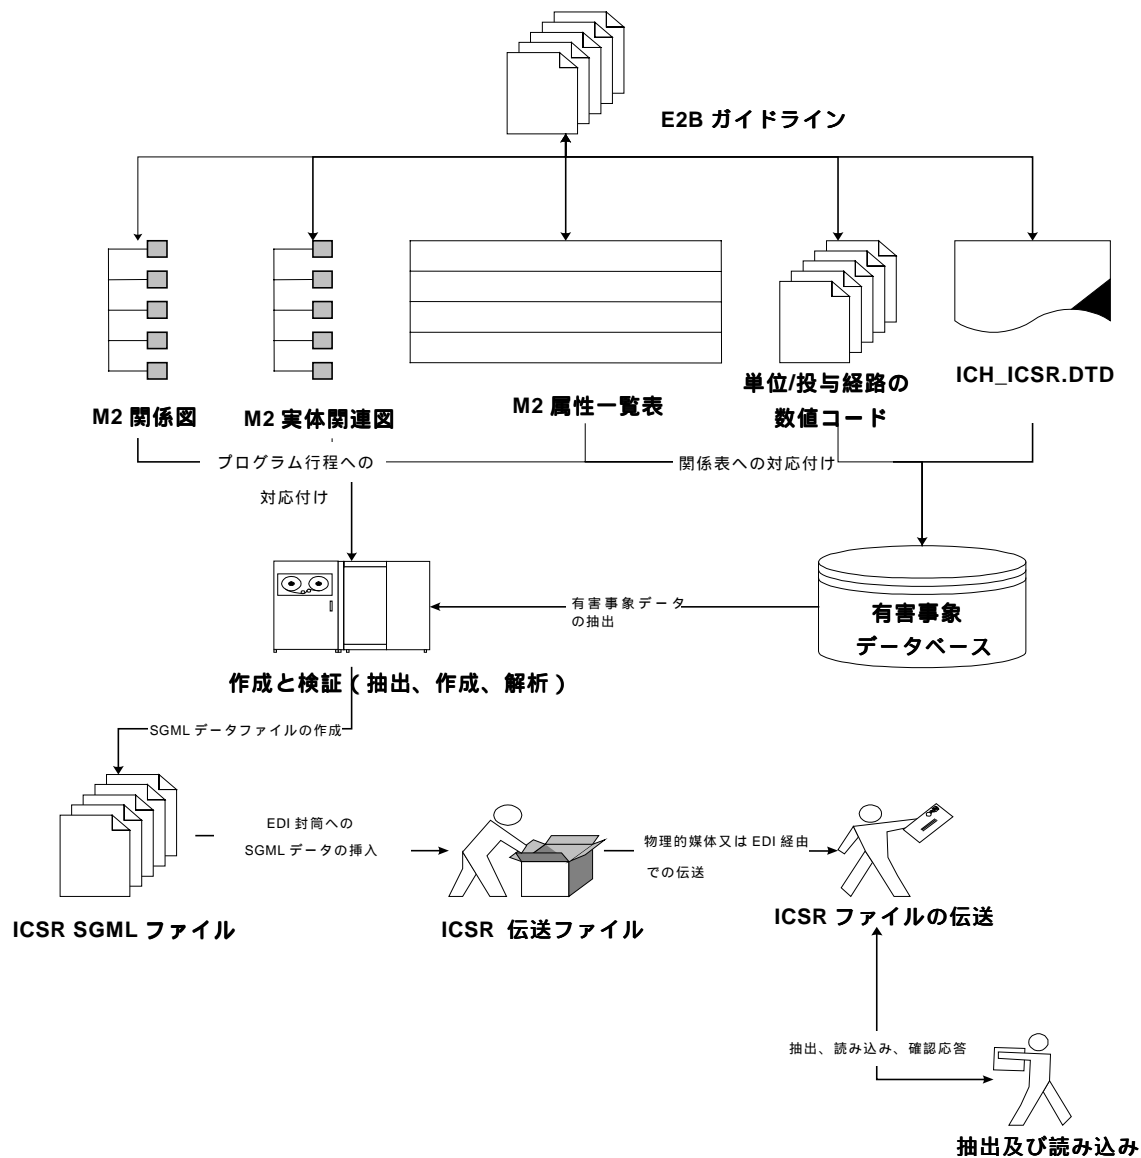 E2B ガイドライン
M2 関係図
M2 実体関連図
M2 属性一覧表
単位/投与経路の
数値コード
ICH_ICSR.DTD
プログラム行程への
対応付け
関係表への対応付け
有害事象データ
の抽出
有害事象
データベース
作成と検証(抽出、作成、解析)
SGML データファイルの作成
EDI 封筒への
SGML データの挿入
物理的媒体又は EDI 経由
での伝送
ICSR SGML ファイル
ICSR 伝送ファイル
ICSR ファイルの伝送
抽出、読み込み、確認応答
抽出及び読み込み